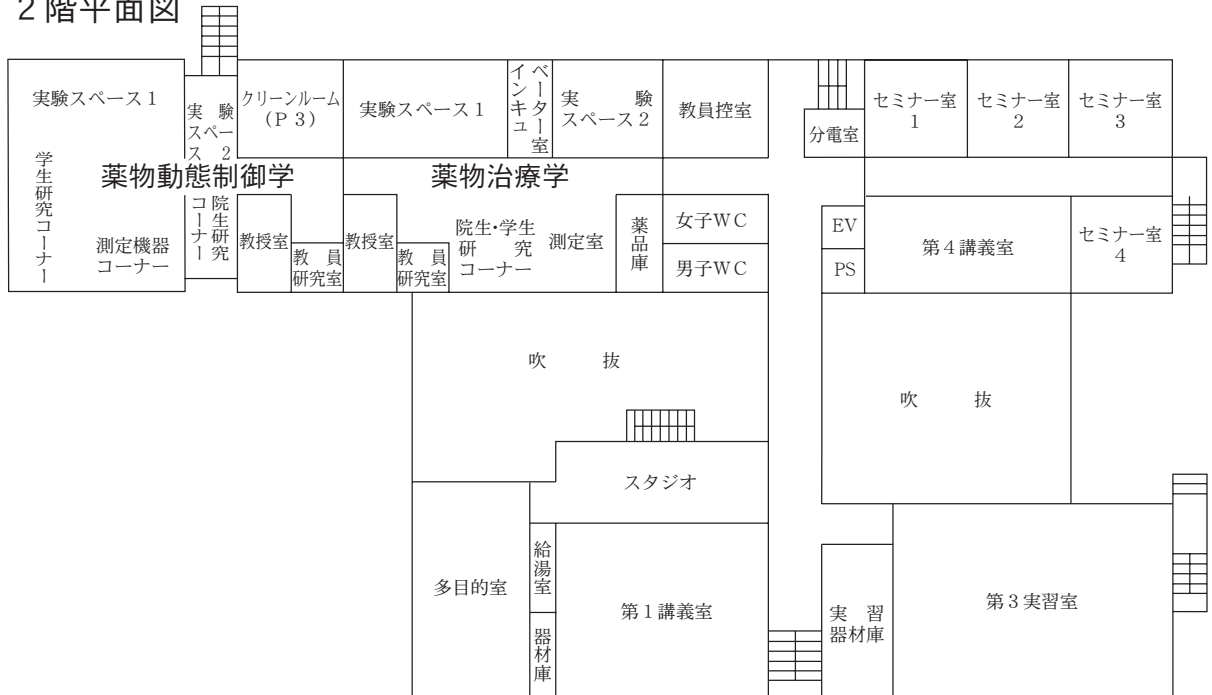 ２階平面図
実験スペース１
実　験
スペー
ス ２
クリーンルーム
（Ｐ３）
実験スペース１
インキュ
ベーター室
実　　　験
スペース２
教員控室
分電室
セミナー室
１
セミナー室
２
セミナー室
３
薬物動態制御学
薬物治療学
学生研究コーナー
測定機器
コーナー
院生研究
コーナー
教授室
教　員
研究室
教授室
教　員
研究室
院生・学生
研　　究
コーナー
測定室
薬品庫
女子ＷＣ
男子ＷＣ
ＥＶ
ＰＳ
第４講義室
セミナー室
４
吹　　抜
吹　　抜
スタジオ
多目的室
給湯室
器材庫
第１講義室
実　習
器材庫
第３実習室